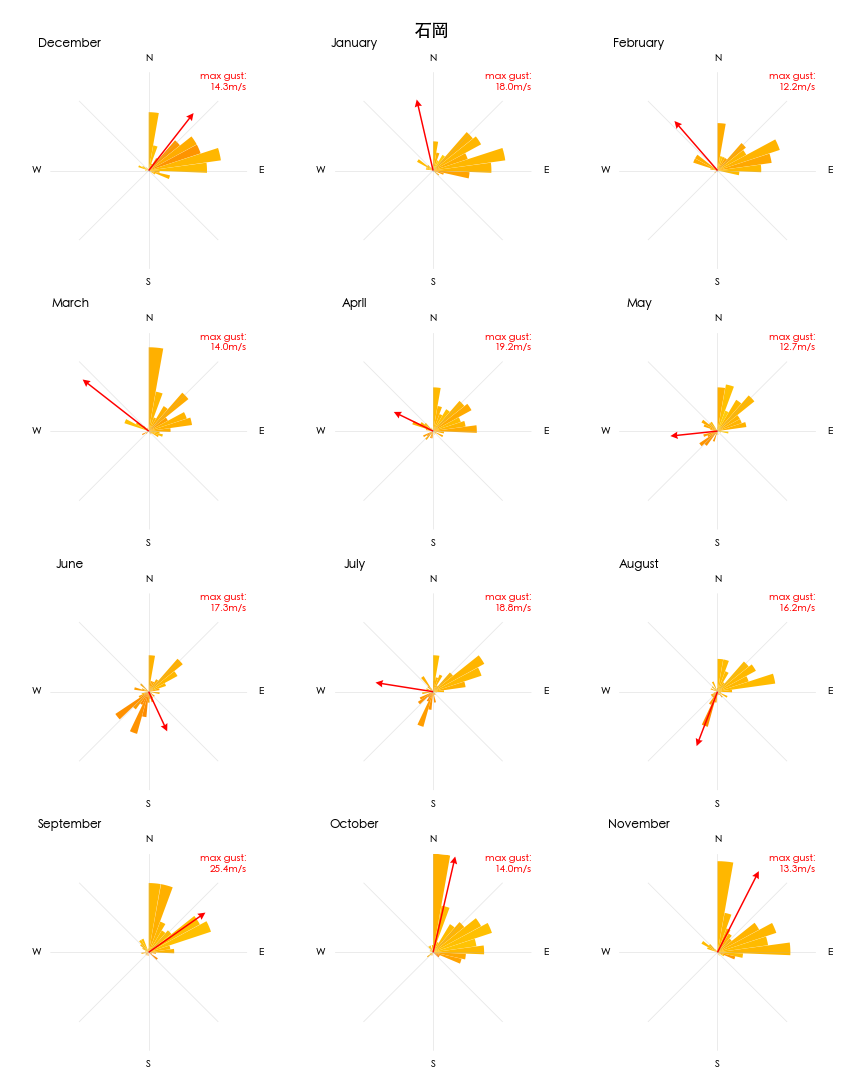 石岡
December
January
February
N
N
N
max gust:
14.3m/s
max gust:
18.0m/s
max gust:
12.2m/s
W
E
W
E
W
E
S
S
S
March
April
May
N
N
N
max gust:
14.0m/s
max gust:
19.2m/s
max gust:
12.7m/s
W
E
W
E
W
E
S
S
S
June
July
August
N
N
N
max gust:
17.3m/s
max gust:
18.8m/s
max gust:
16.2m/s
W
E
W
E
W
E
S
S
S
September
October
November
N
N
N
max gust:
25.4m/s
max gust:
14.0m/s
max gust:
13.3m/s
W
E
W
E
W
E
S
S
S